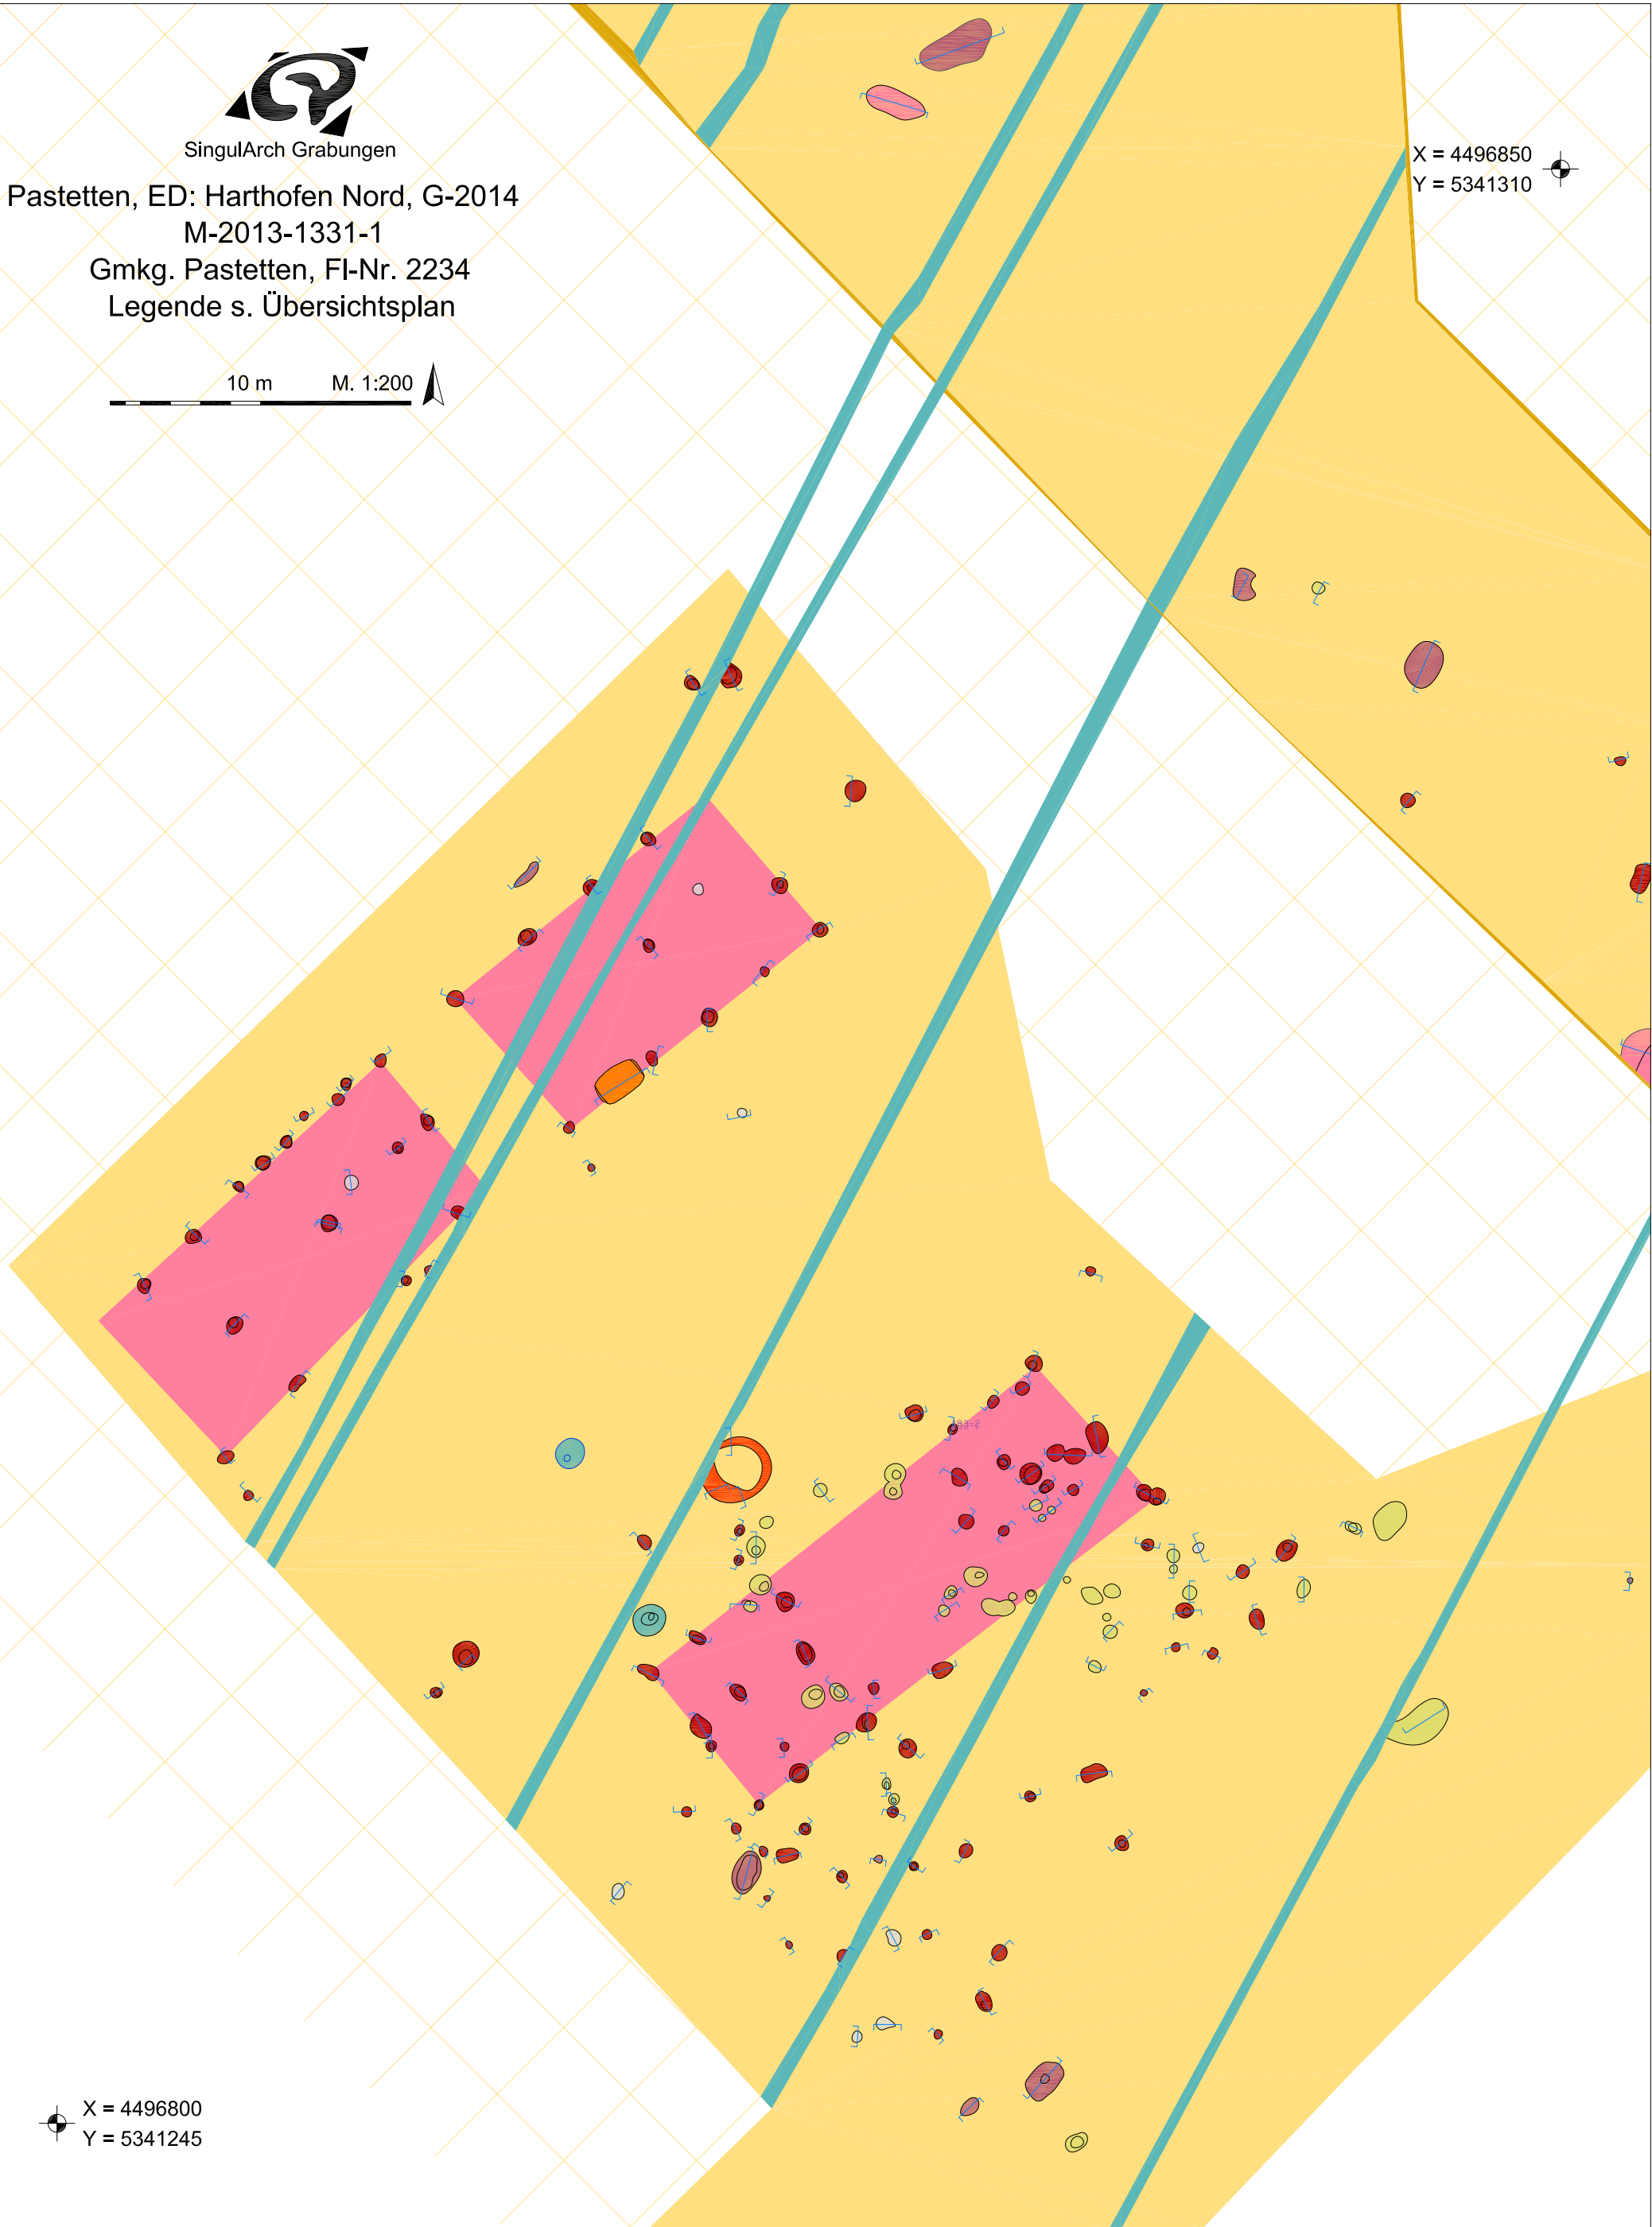 SingulArch Grabungen
Pastetten, ED: Harthofen Nord, G-2014
M-2013-1331-1
Gmkg. Pastetten, Fl-Nr. 2234
Legende s. Übersichtsplan
10 m M. 1:200
X = 4496850
Y = 5341310
X = 4496800
Y = 5341245